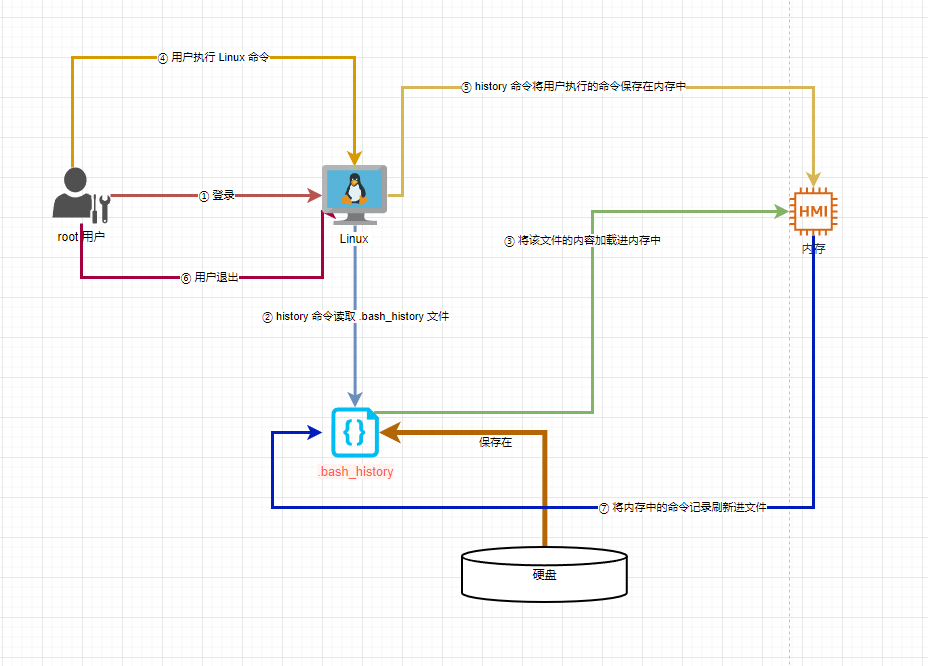 ④ 用户执行 Linux 命令
⑤ history 命令将用户执行的命令保存在内存中
① 登录
HMI
root 用户
Linux
③ 将该文件的内容加载进内存中
内存
⑥ 用户退出
② history 命令读取 .bash_history 文件
{}
保存在
.bash_history
⑦ 将内存中的命令记录刷新进文件
硬盘